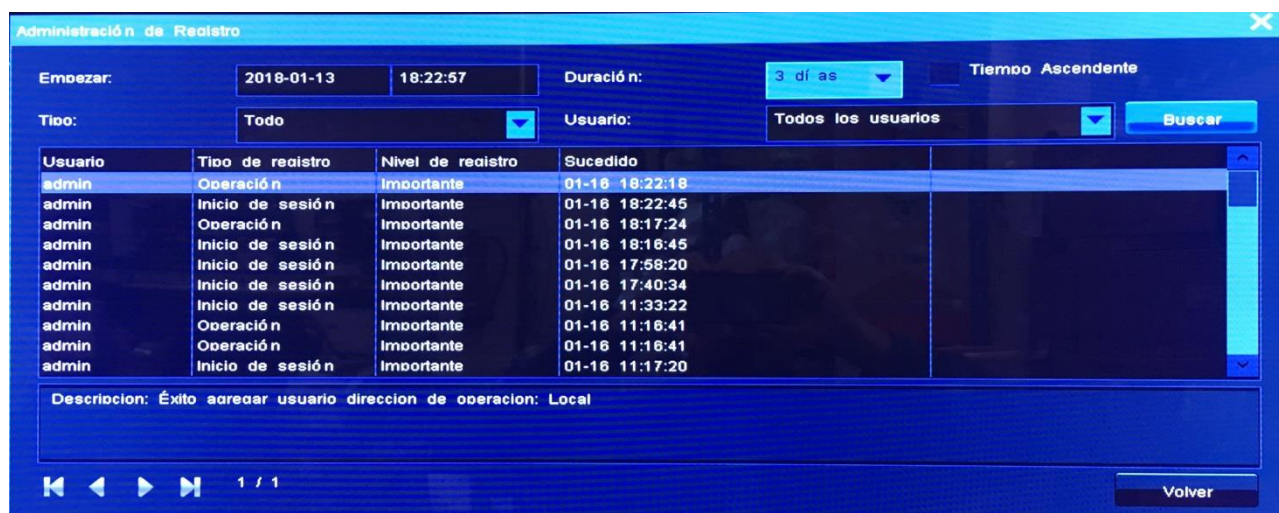 Administración de Registro
Empezar: 2018-01-13 18:22:57 Duración: 3 días Tiempo Ascendente
Tipo: Todo Usuario: Todos los usuarios Buscar
Usuario Tipo de registro Nivel de registro Sucedido
admin Operación Importante 01-16 18:22:18
admin Inicio de sesión Importante 01-16 18:22:45
admin Operación Importante 01-16 18:17:24
admin Inicio de sesión Importante 01-16 18:16:45
admin Inicio de sesión Importante 01-16 17:58:20
admin Inicio de sesión Importante 01-16 17:40:34
admin Inicio de sesión Importante 01-16 11:33:22
admin Operación Importante 01-16 11:16:41
admin Operación Importante 01-16 11:16:41
admin Inicio de sesión Importante 01-16 11:17:20
Descripcion: Éxito agregar usuario direccion de operacion: Local
1 / 1
Volver